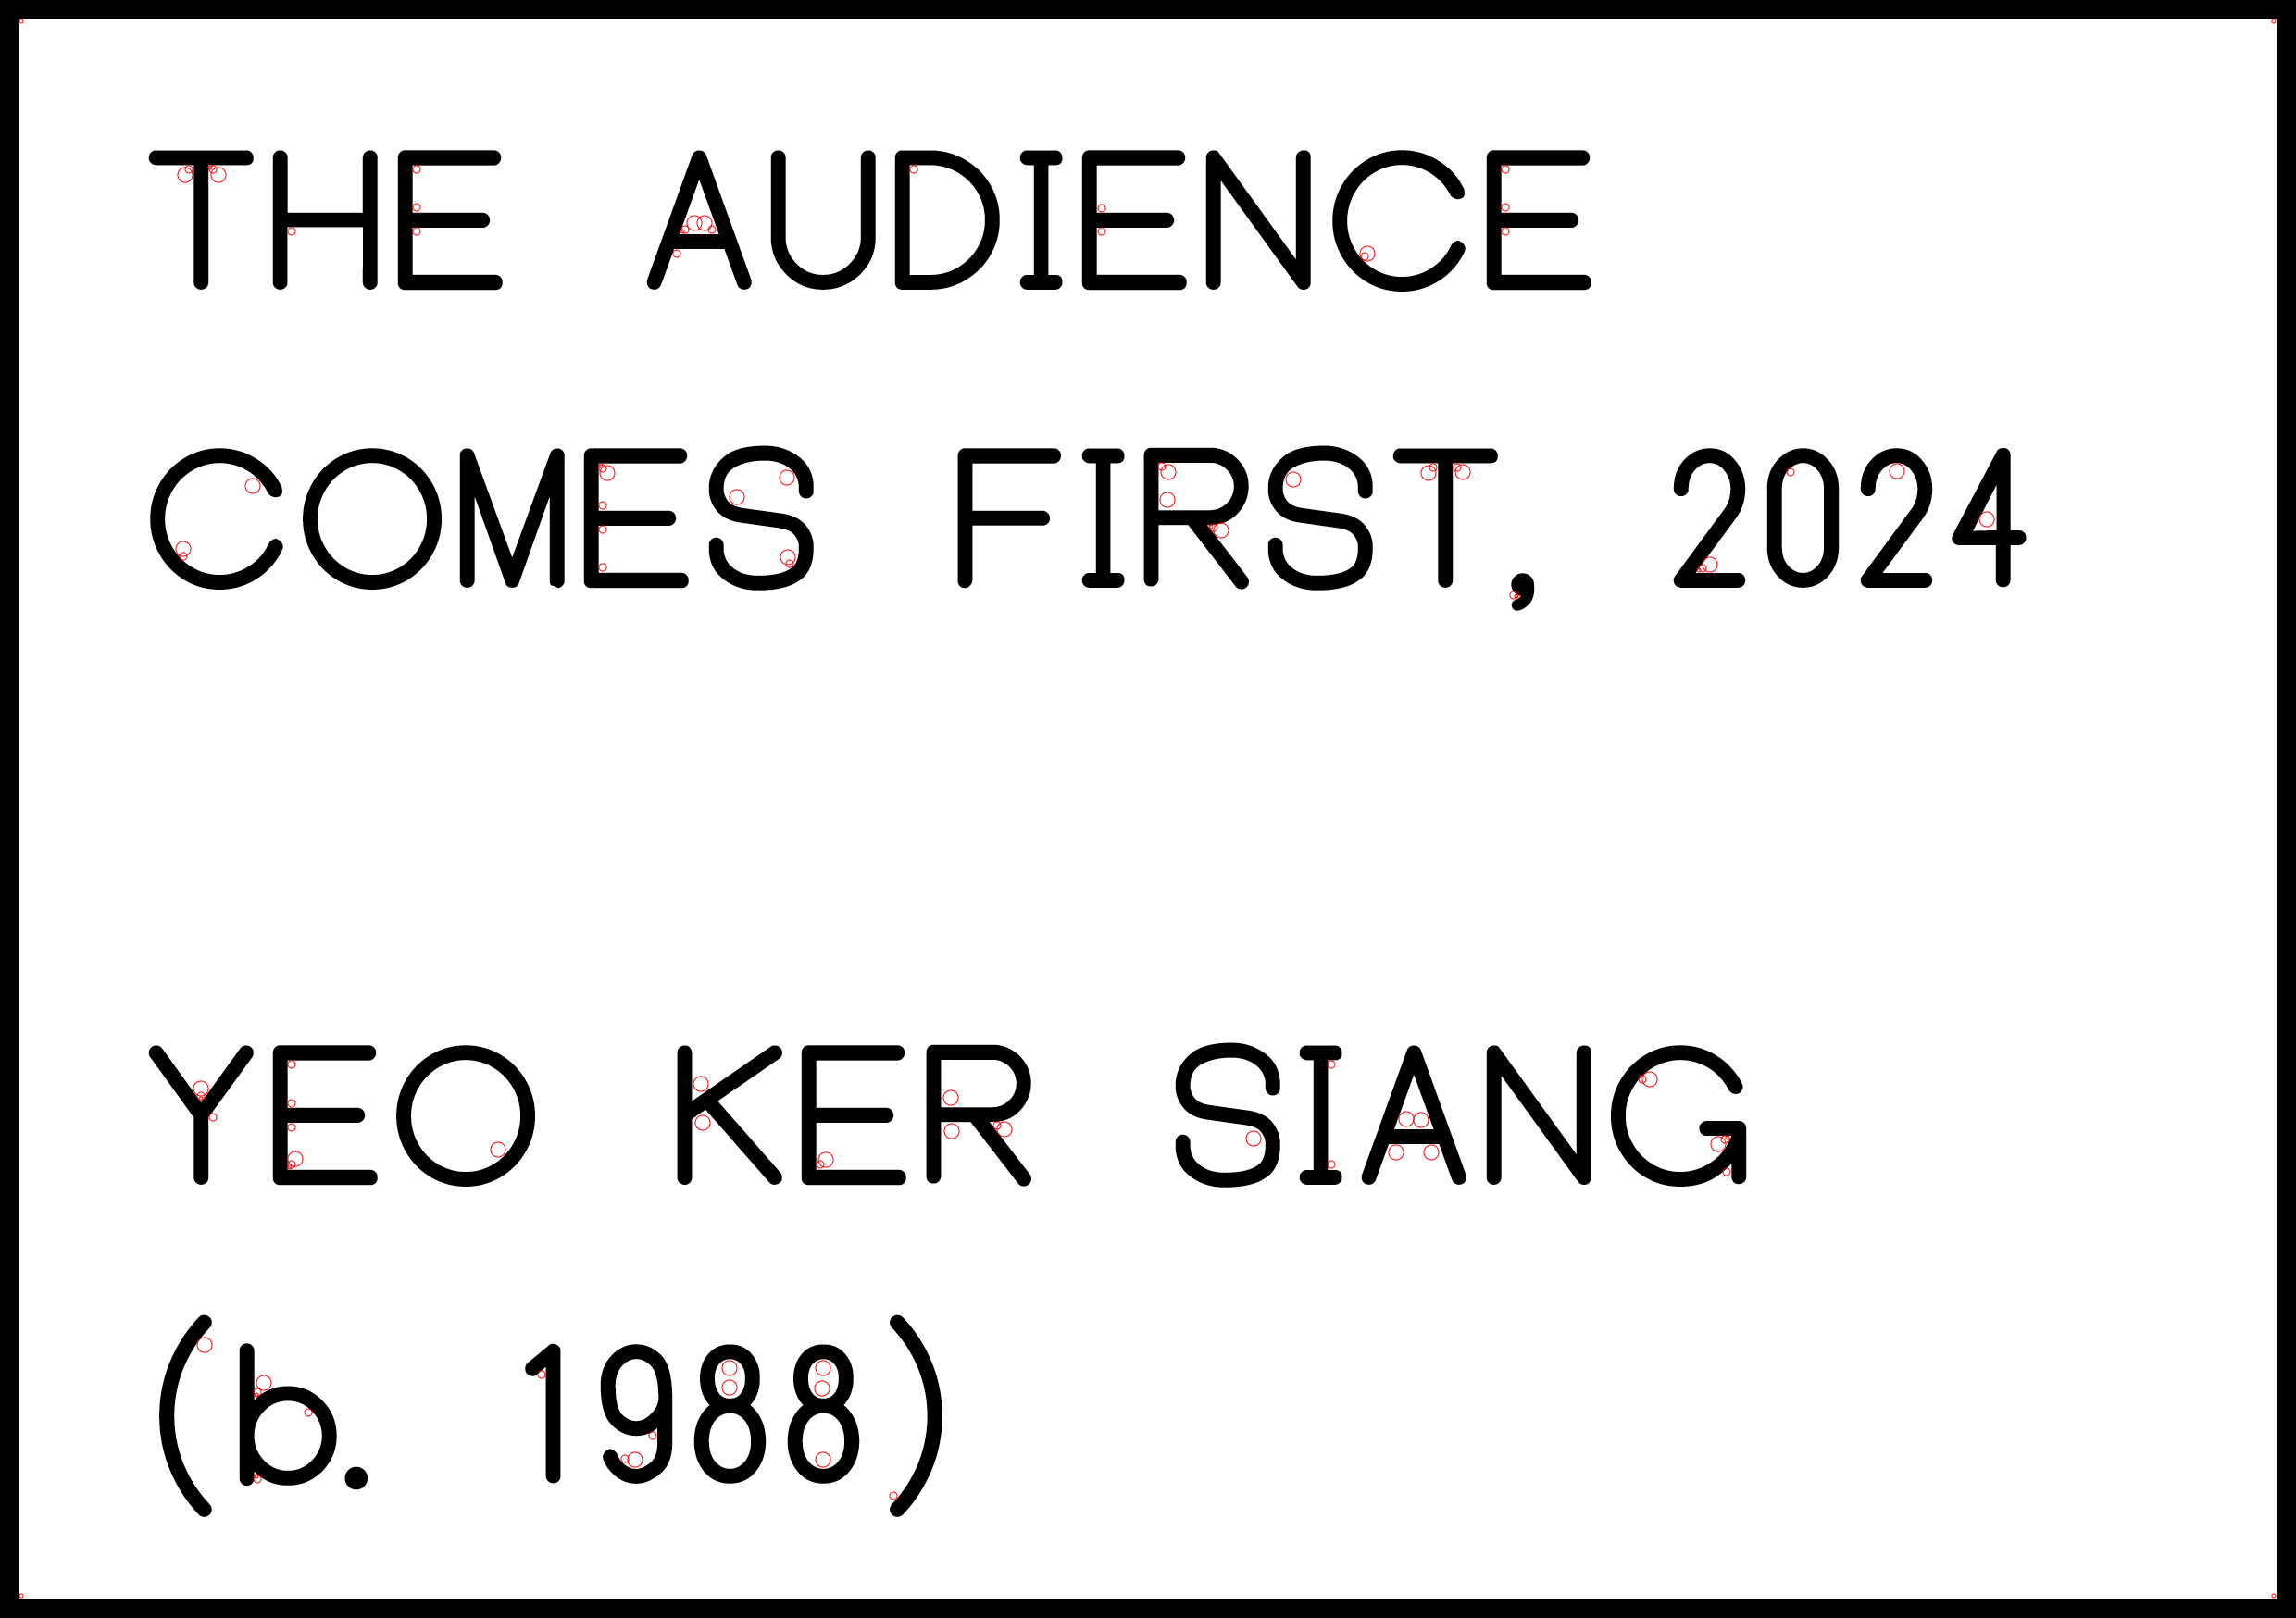 THE AUDIENCE
COMES FIRST, 2024
YEO KER SIANG
(b. 1988)